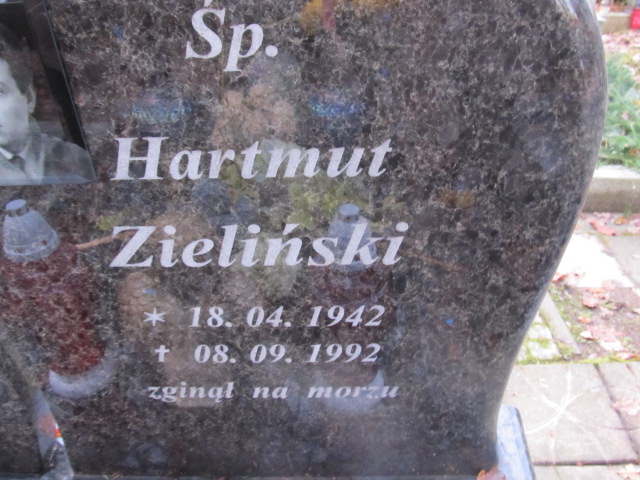 Śp.
Hartmut
Zieliński
* 18. 04. 1942
✝ 08. 09. 1992
zginął na morzu